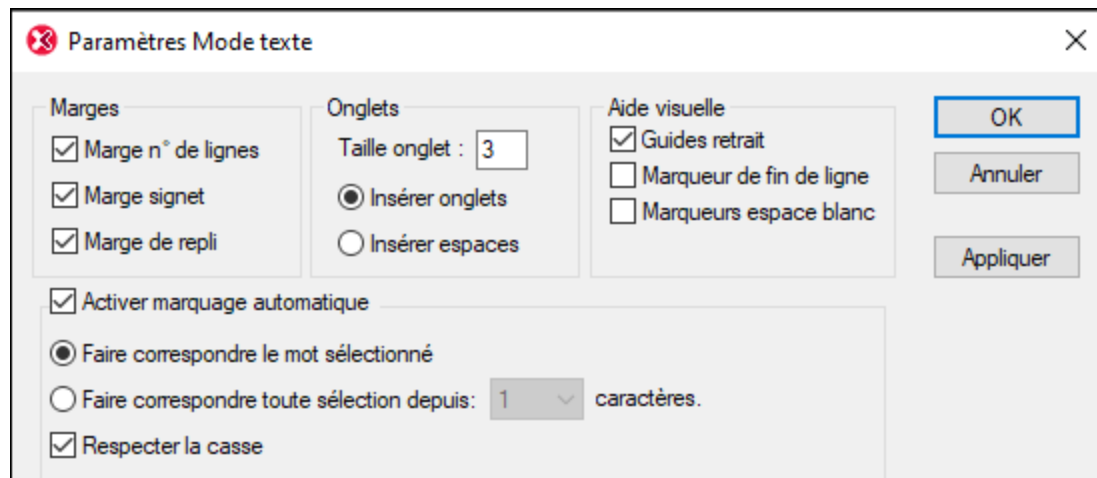 Paramètres Mode texte
Marges
Marge n° de lignes
Marge signet
Marge de repli
Onglets
Taille onglet : 3
Insérer onglets
Insérer espaces
Aide visuelle
Guides retrait
Marqueur de fin de ligne
Marqueurs espace blanc
OK
Annuler
Appliquer
Activer marquage automatique
Faire correspondre le mot sélectionné
Faire correspondre toute sélection depuis: 1 caractères.
Respecter la casse